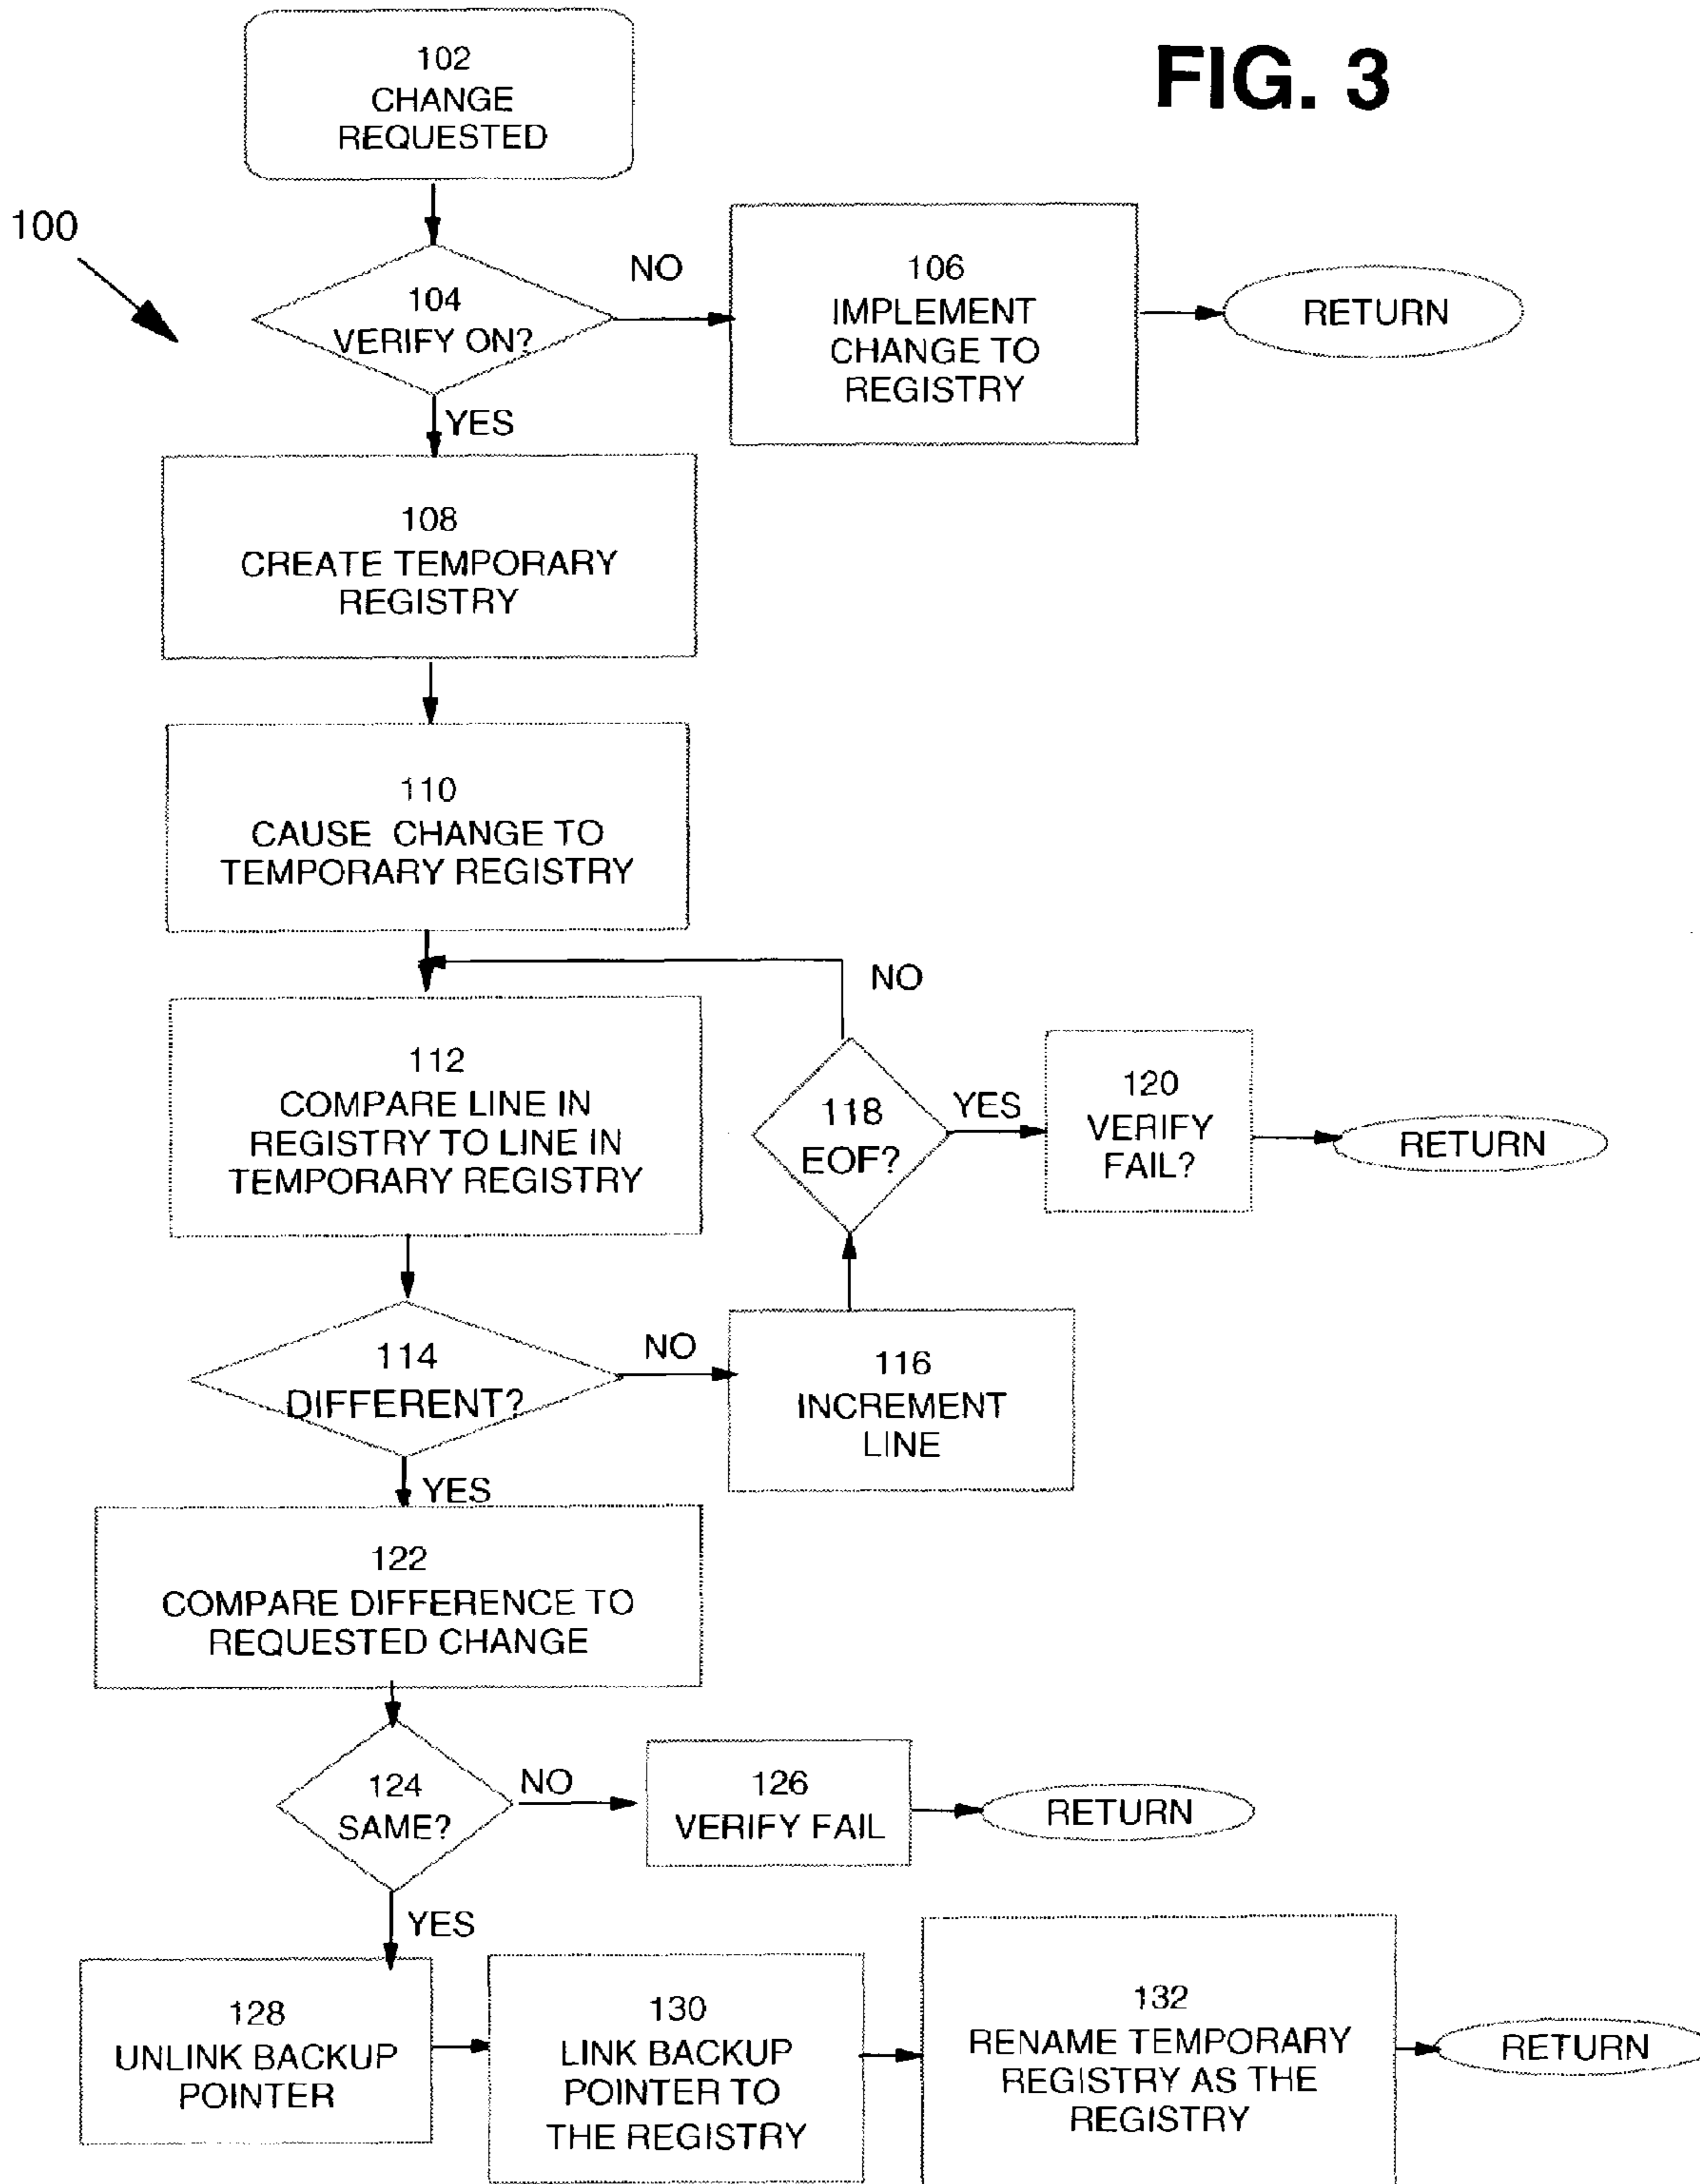 FIG. 3
100
102
CHANGE
REQUESTED
104
VERIFY ON?
NO
106
IMPLEMENT
CHANGE TO
REGISTRY
RETURN
YES
108
CREATE TEMPORARY
REGISTRY
110
CAUSE CHANGE TO
TEMPORARY REGISTRY
112
COMPARE LINE IN
REGISTRY TO LINE IN
TEMPORARY REGISTRY
NO
118
EOF?
YES
120
VERIFY
FAIL?
RETURN
114
DIFFERENT?
NO
116
INCREMENT
LINE
YES
122
COMPARE DIFFERENCE TO
REQUESTED CHANGE
124
SAME?
NO
126
VERIFY FAIL
RETURN
YES
128
UNLINK BACKUP
POINTER
130
LINK BACKUP
POINTER TO
THE REGISTRY
132
RENAME TEMPORARY
REGISTRY AS THE
REGISTRY
RETURN